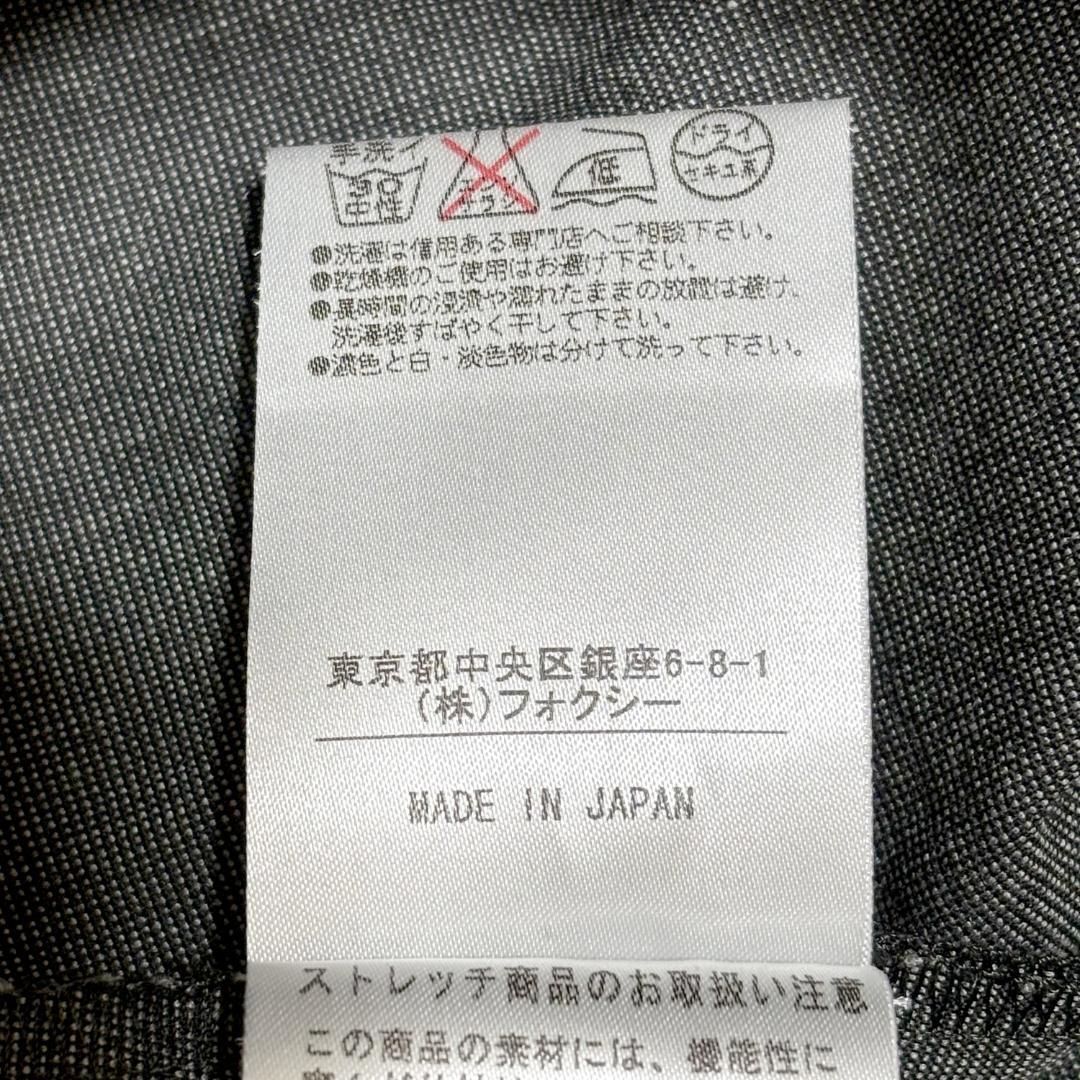 手洗イ
30
中性
エンソ
サラシ
低
ドライ
セキユ系
●洗濯は信用ある専門店へご相談下さい。
●乾燥機のご使用はお避け下さい。
●長時間の浸漬や濡れたままの放置は避け、
洗濯後すばやく干して下さい。
●濃色と白・淡色物は分けて洗って下さい。
東京都中央区銀座6-8-1
(株)フォクシー
MADE IN JAPAN
ストレッチ商品のお取扱い注意
この商品の素材には、機能性に